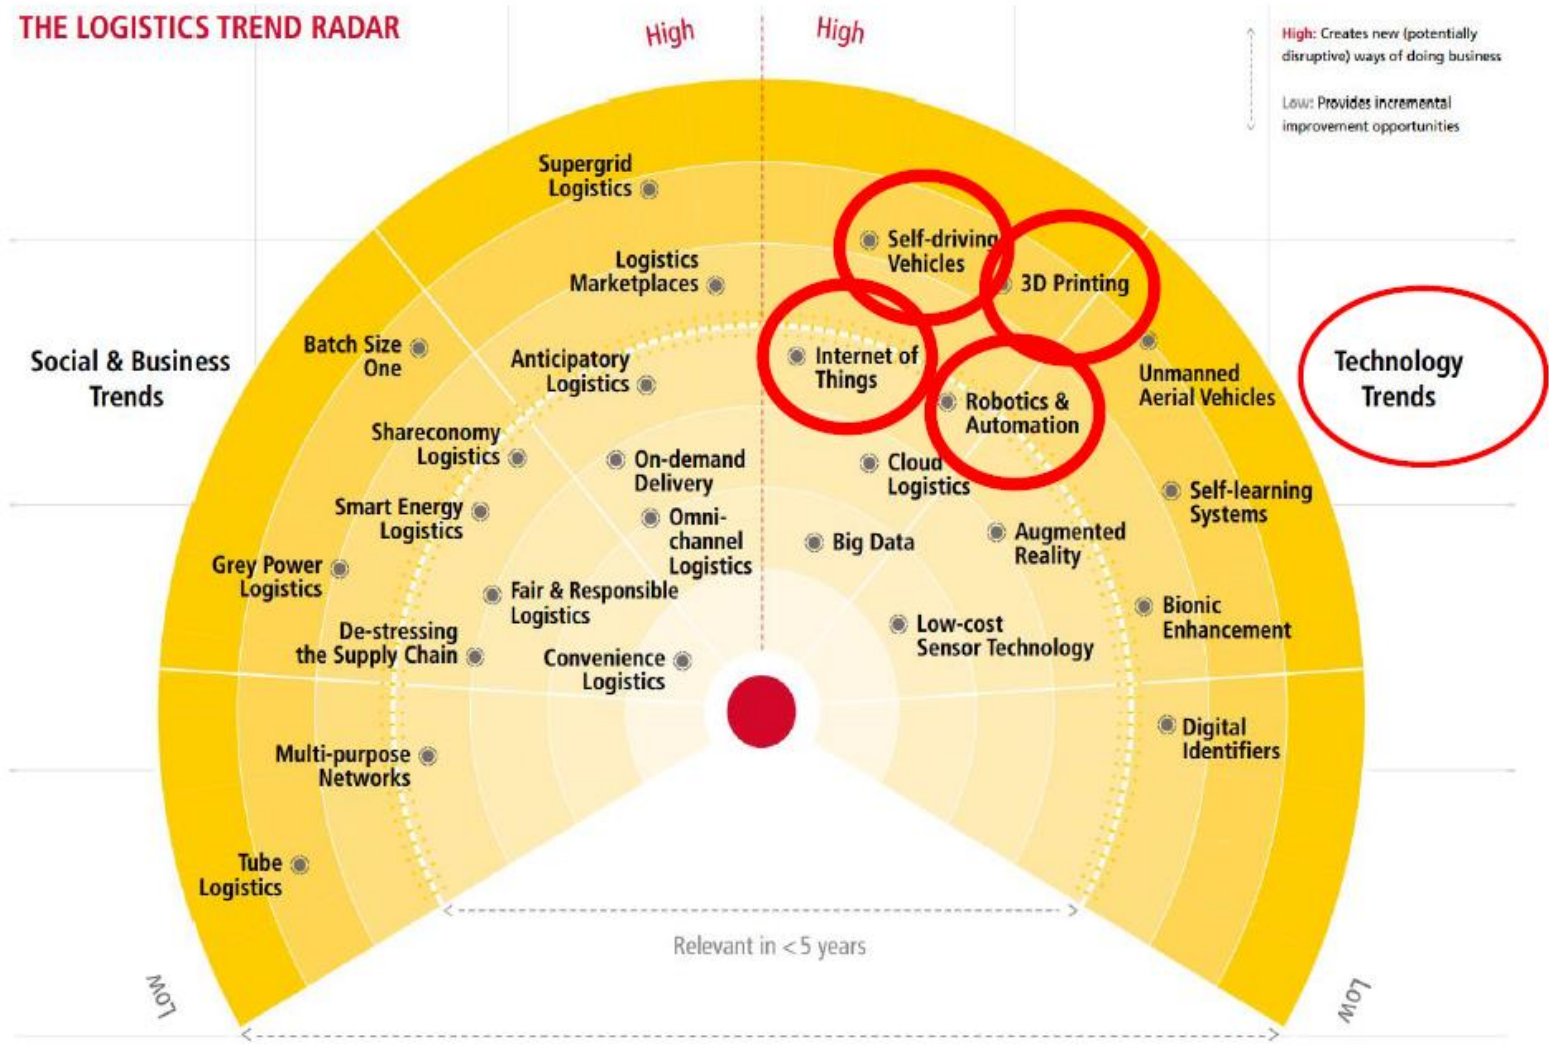 THE LOGISTICS TREND RADAR
High
High
High: Creates new (potentially
disruptive) ways of doing business
Low: Provides incremental
improvement opportunities
Supergrid
Logistics
Logistics
Marketplaces
Self-driving
Vehicles
3D Printing
Social & Business
Trends
Batch Size
One
Anticipatory
Logistics
Internet of
Things
Robotics &
Automation
Unmanned
Aerial Vehicles
Technology
Trends
Shareconomy
Logistics
On-demand
Delivery
Cloud
Logistics
Self-learning
Systems
Smart Energy
Logistics
Omni-
channel
Logistics
Big Data
Augmented
Reality
Grey Power
Logistics
Fair & Responsible
Logistics
Bionic
Enhancement
De-stressing
the Supply Chain
Convenience
Logistics
Low-cost
Sensor Technology
Multi-purpose
Networks
Digital
Identifiers
Tube
Logistics
Relevant in < 5 years
Low
Low